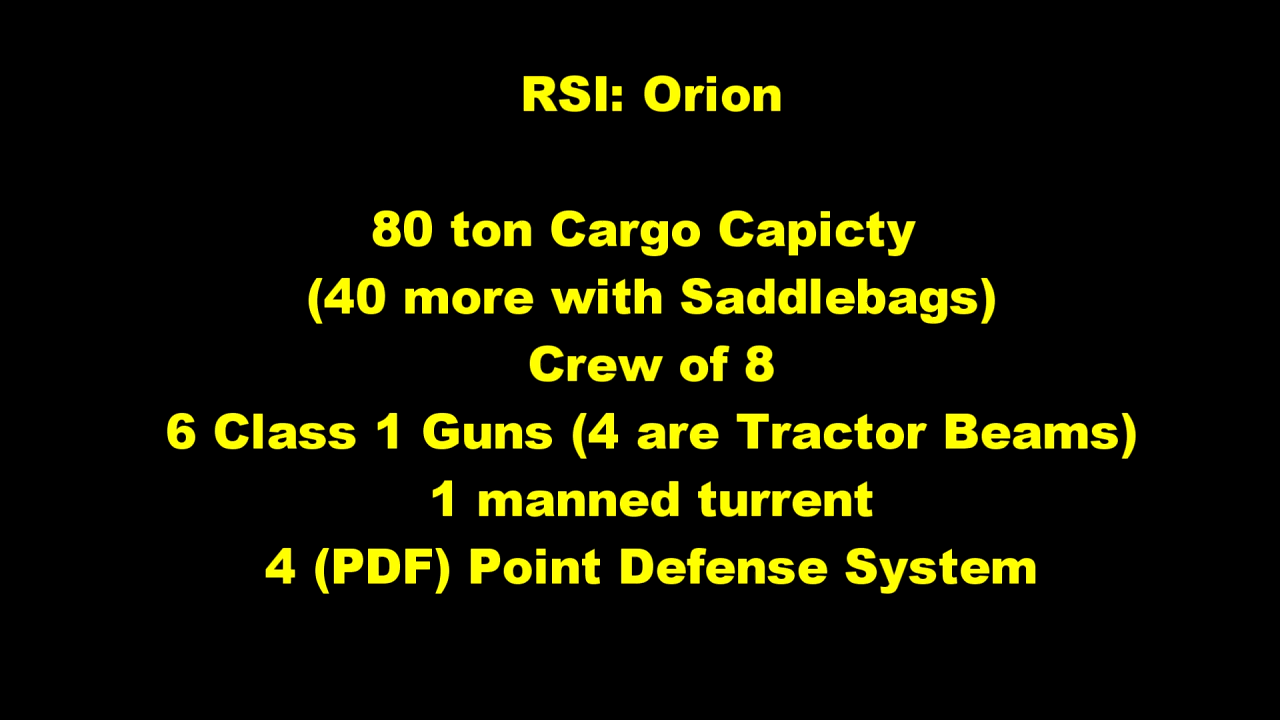 RSI: Orion
80 ton Cargo Capicty
(40 more with Saddlebags)
Crew of 8
6 Class 1 Guns (4 are Tractor Beams)
1 manned turrent
4 (PDF) Point Defense System